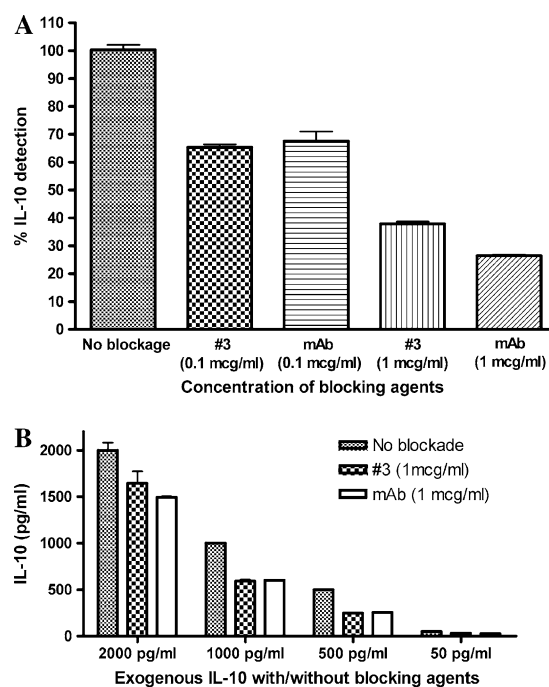 A
110
100
90
80
70
60
50
40
30
20
10
0
% IL-10 detection
No blockage
#3
(0.1 mcg/ml)
mAb
(0.1 mcg/ml)
#3
(1 mcg/ml)
mAb
(1 mcg/ml)
Concentration of blocking agents
B
2000
1500
1000
500
0
IL-10 (pg/ml)
No blockade
#3 (1mcg/ml)
mAb (1 mcg/ml)
2000 pg/ml
1000 pg/ml
500 pg/ml
50 pg/ml
Exogenous IL-10 with/without blocking agents